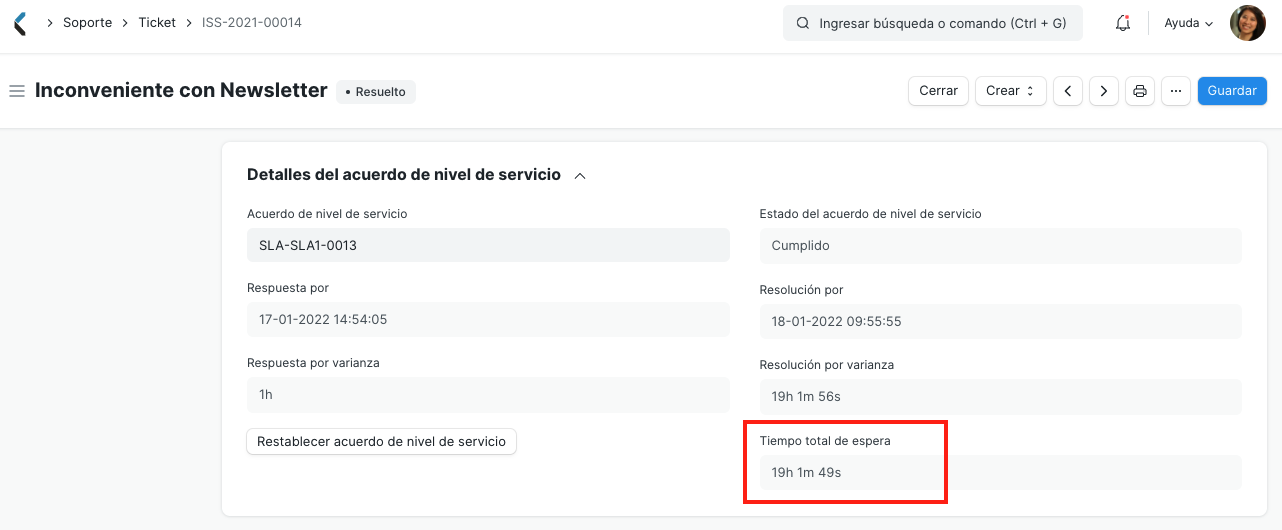 Soporte > Ticket > ISS-2021-00014
Ingresar búsqueda o comando (Ctrl + G)
Ayuda
Inconveniente con Newsletter
• Resuelto
Cerrar
Crear
...
Guardar
Detalles del acuerdo de nivel de servicio
Acuerdo de nivel de servicio
SLA-SLA1-0013
Estado del acuerdo de nivel de servicio
Cumplido
Respuesta por
17-01-2022 14:54:05
Resolución por
18-01-2022 09:55:55
Respuesta por varianza
1h
Resolución por varianza
19h 1m 56s
Restablecer acuerdo de nivel de servicio
Tiempo total de espera
19h 1m 49s